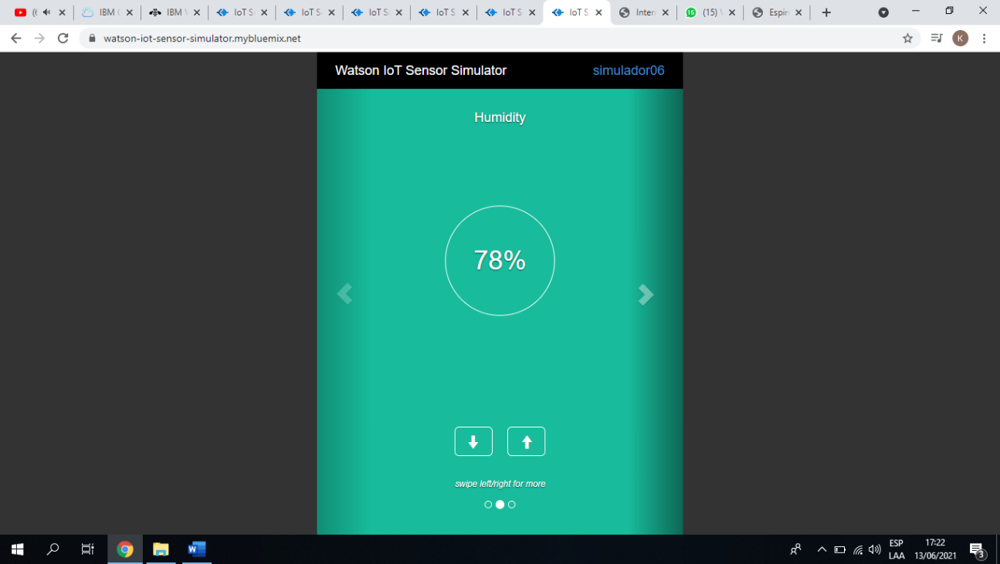 IBM
IBM
IoT S
IoT S
IoT S
IoT S
IoT S
IoT S
Inter
(15)
Espin
watson-iot-sensor-simulator.mybluemix.net
K
Watson IoT Sensor Simulator
simulador06
Humidity
78%
swipe left/right for more
ESP
LAA
17:22
13/06/2021
3